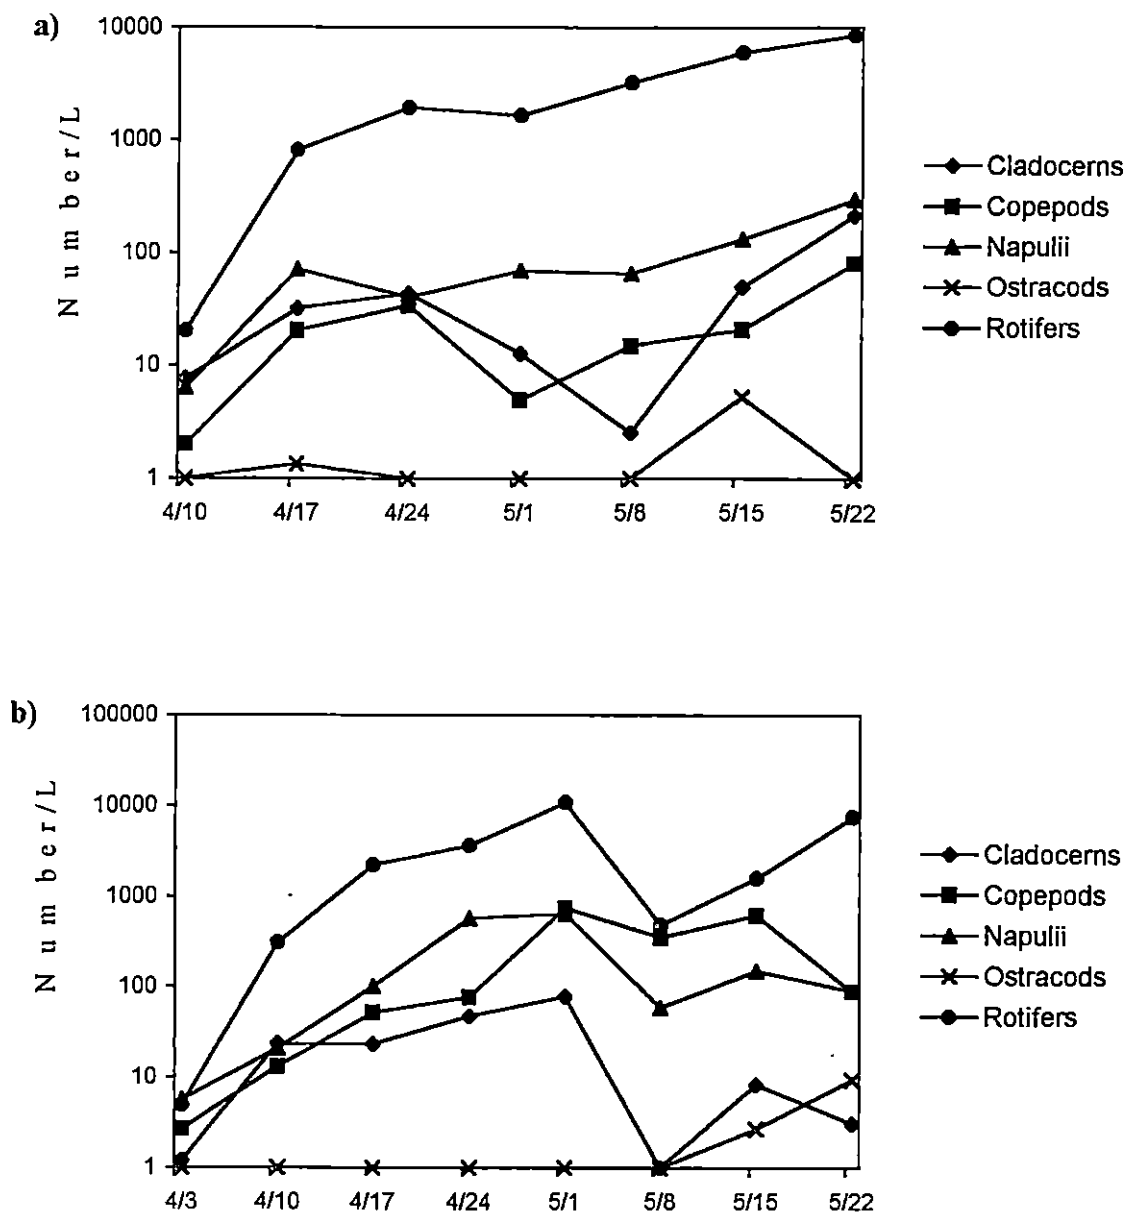 a)
Number/L
10000
1000
100
10
1
4/10 4/17 4/24 5/1 5/8 5/15 5/22
Cladocerns
Copepods
Napulii
Ostracods
Rotifers
b)
Number/L
100000
10000
1000
100
10
1
4/3 4/10 4/17 4/24 5/1 5/8 5/15 5/22
Cladocerns
Copepods
Napulii
Ostracods
Rotifers